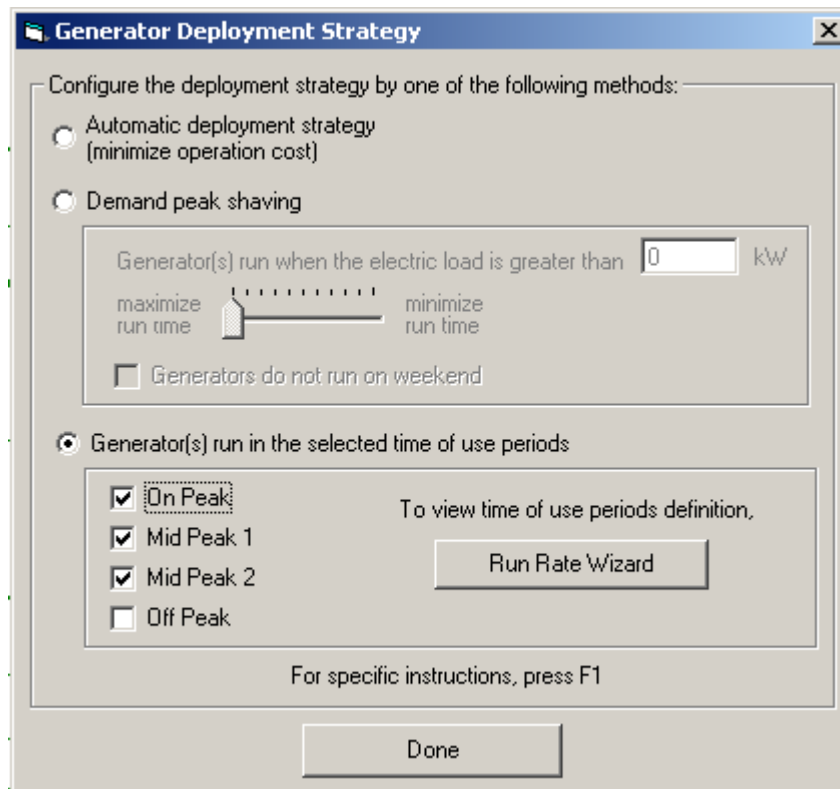 Generator Deployment Strategy
Configure the deployment strategy by one of the following methods:
Automatic deployment strategy
(minimize operation cost)
Demand peak shaving
Generator(s) run when the electric load is greater than 0 kW
maximize minimize
run time run time
Generators do not run on weekend
Generator(s) run in the selected time of use periods
On Peak
To view time of use periods definition,
Mid Peak 1
Run Rate Wizard
Mid Peak 2
Off Peak
For specific instructions, press F1
Done